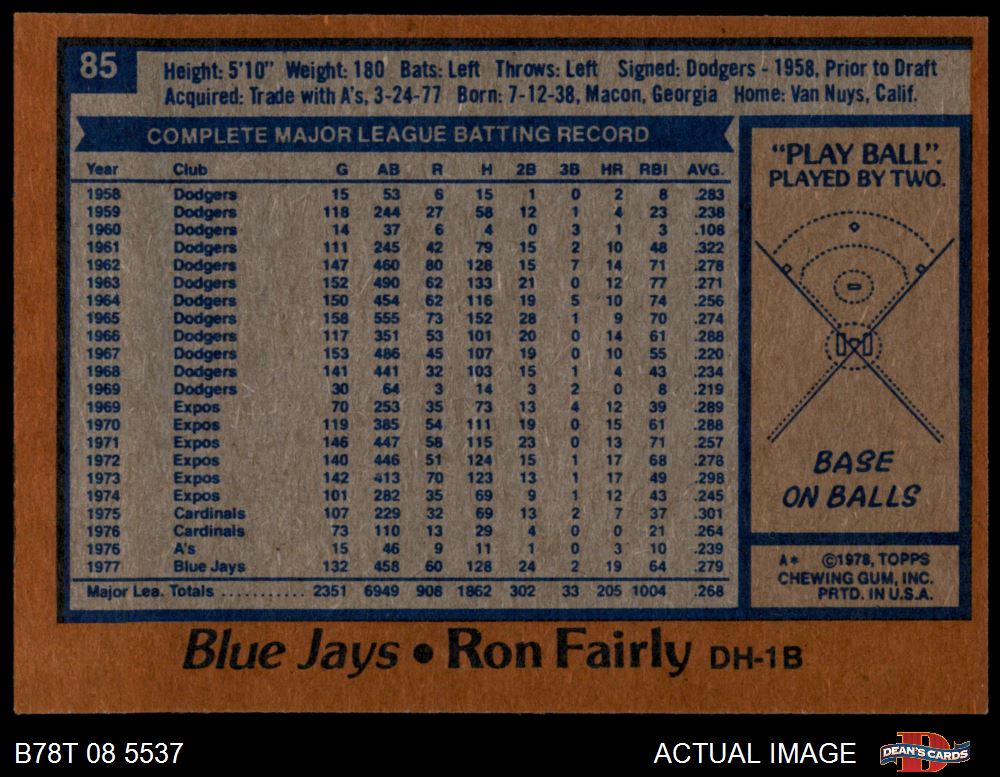 85
Height: 5'10" Weight: 180 Bats: Left Throws: Left Signed: Dodgers - 1958, Prior to Draft
Acquired: Trade with A's, 3-24-77 Born: 7-12-38, Macon, Georgia Home: Van Nuys, Calif.
COMPLETE MAJOR LEAGUE BATTING RECORD
Year Club G AB R H 2B 3B HR RBI AVG.
1958 Dodgers 15 53 6 15 1 0 2 8 .283
1959 Dodgers 118 244 27 58 12 1 4 23 .238
1960 Dodgers 14 37 6 4 0 3 1 3 .108
1961 Dodgers 111 245 42 79 15 2 10 48 .322
1962 Dodgers 147 460 80 128 15 7 14 71 .278
1963 Dodgers 152 490 62 133 21 0 12 77 .271
1964 Dodgers 150 454 62 116 19 5 10 74 .256
1965 Dodgers 158 555 73 152 28 1 9 70 .274
1966 Dodgers 117 351 53 101 20 0 14 61 .288
1967 Dodgers 153 486 45 107 19 0 10 55 .220
1968 Dodgers 141 441 32 103 15 1 4 43 .234
1969 Dodgers 30 64 3 14 3 2 0 8 .219
1969 Expos 70 253 35 73 13 4 12 39 .289
1970 Expos 119 385 54 111 19 0 15 61 .288
1971 Expos 146 447 58 115 23 0 13 71 .257
1972 Expos 140 446 51 124 15 1 17 68 .278
1973 Expos 142 413 70 123 13 1 17 49 .298
1974 Expos 101 282 35 69 9 1 12 43 .245
1975 Cardinals 107 229 32 69 13 2 7 37 .301
1976 Cardinals 73 110 13 29 4 0 0 21 .264
1976 A's 15 46 9 11 1 0 3 10 .239
1977 Blue Jays 132 458 60 128 24 2 19 64 .279
Major Lea. Totals ........... 2351 6949 908 1862 302 33 205 1004 .268
"PLAY BALL".
PLAYED BY TWO.
BASE
ON BALLS
A* ©1978, TOPPS
CHEWING GUM, INC.
PRTD. IN U.S.A.
Blue Jays • Ron Fairly DH-1B
B78T 08 5537
ACTUAL IMAGE
D
DEAN'S CARDS